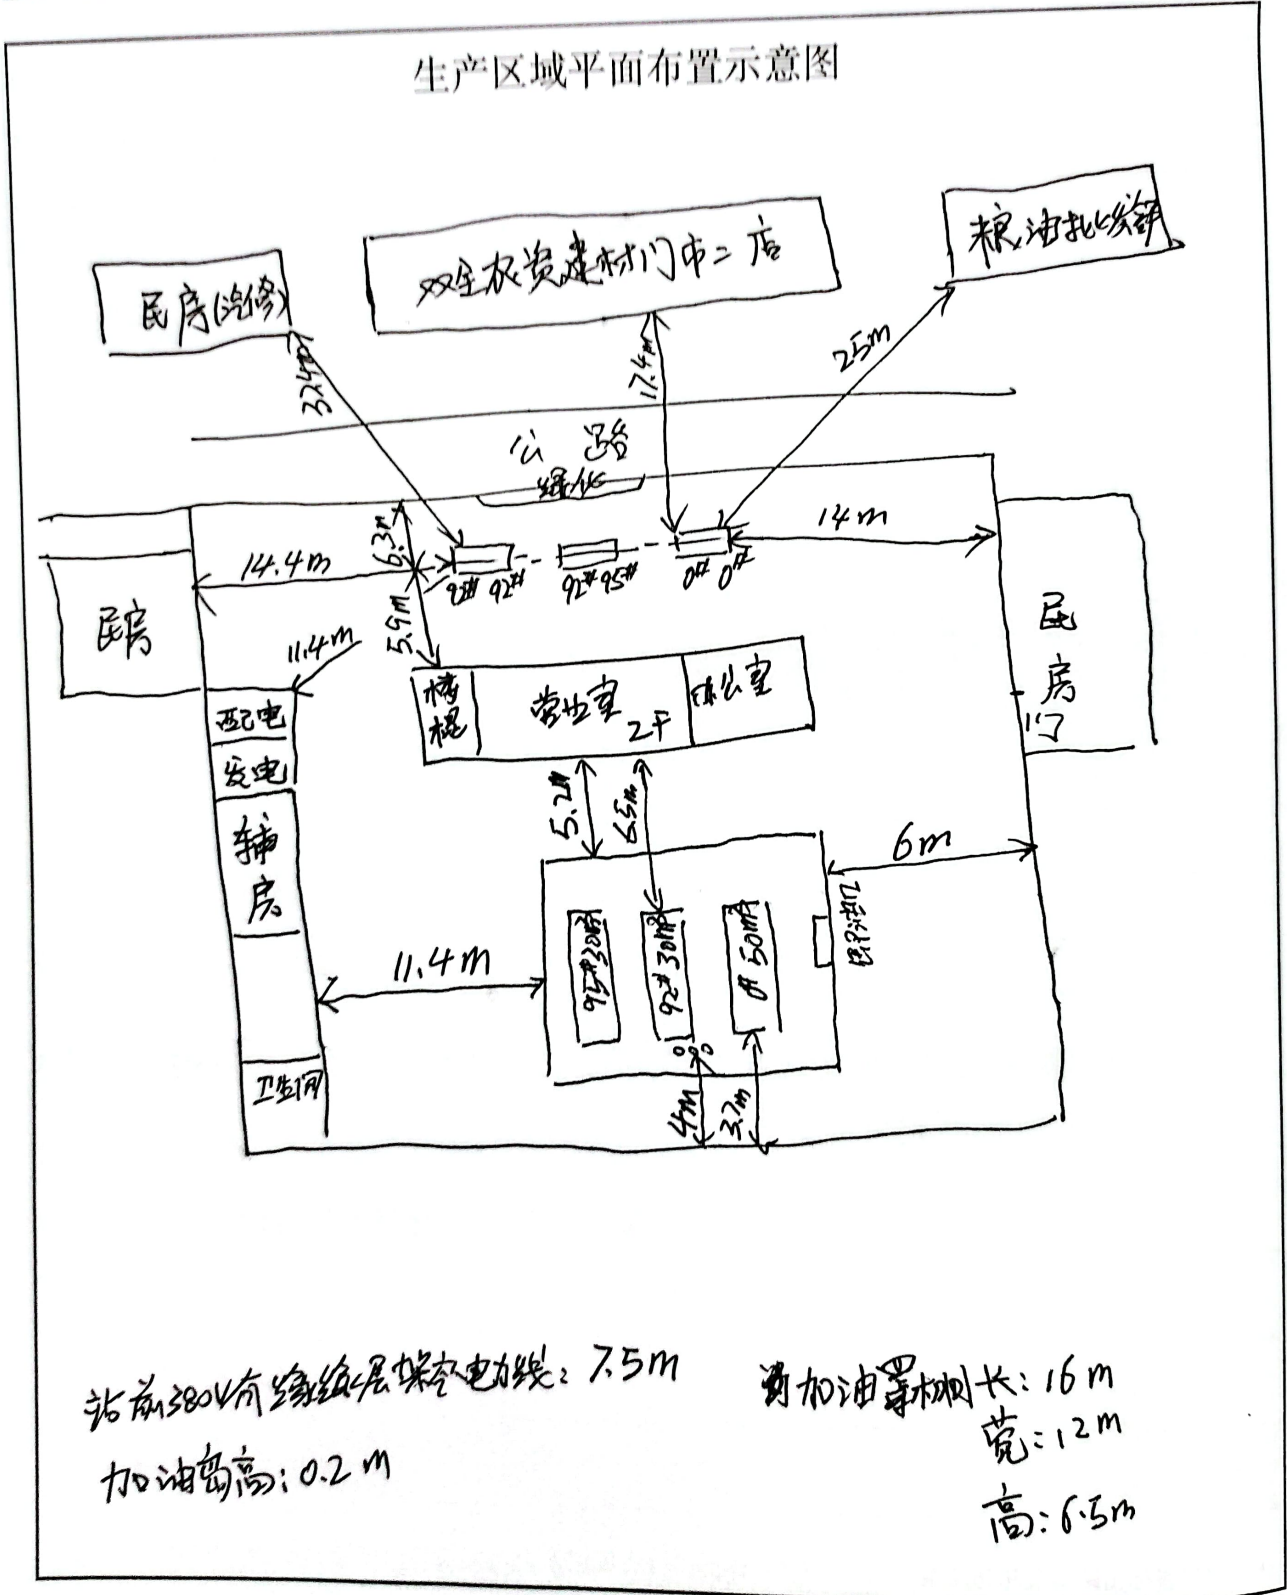 生产区域平面布置示意图
民房(汽修)
双全农资建材门市二店
粮油批发部
32.4m
17.4m
25m
公路
绿化
14.4m
6.3m
14m
92# 92#
92# 95#
0# 0#
5.9m
民房
民房
11.4m
配电
发电
辅房
卫生间
营业室
2F
办公室
5.2m
6.5m
6m
11.4m
95# 30m³
92# 30m³
0# 50m³
卸油口
4m
3.7m
站前380V有绝缘层架空电力线：7.5m
加油岛高：0.2m
加油罩棚长：16m
宽：12m
高：6.5m